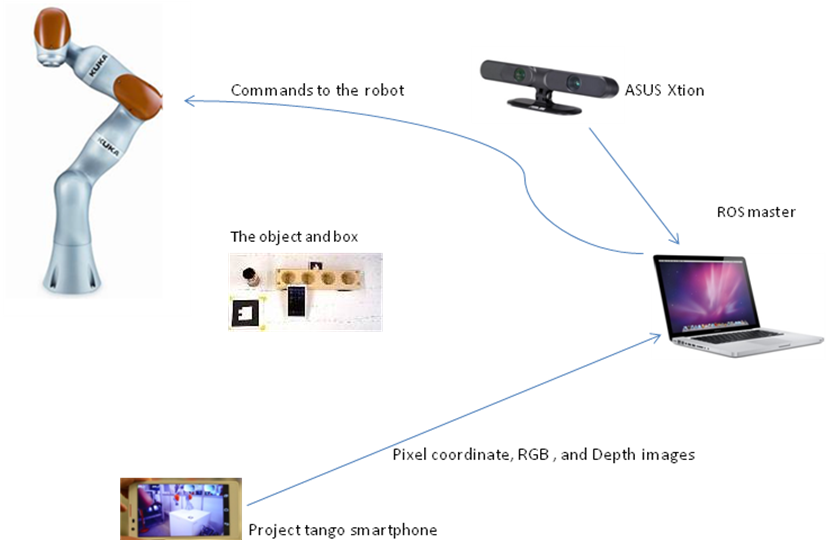 KUKA
KUKA
Commands to the robot
ASUS Xtion
ROS master
The object and box
Pixel coordinate, RGB , and Depth images
Project tango smartphone